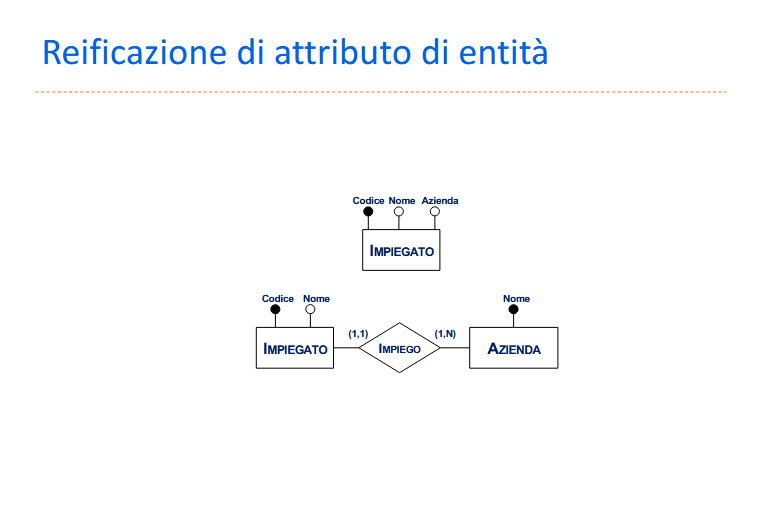 Reificazione di attributo di entità
Codice Nome Azienda
IMPIEGATO
Codice Nome Nome
(1,1) (1,N)
IMPIEGATO IMPIEGO AZIENDA